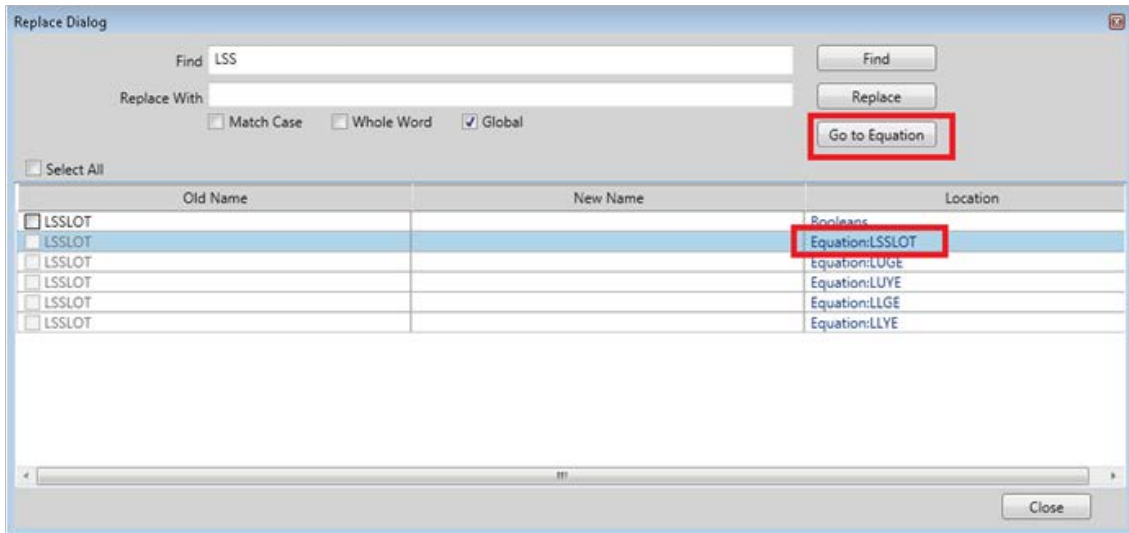 Replace Dialog
Find LSS Find
Replace With Replace
Match Case Whole Word Global
Go to Equation
Select All
Old Name New Name Location
LSSLOT Booleans
LSSLOT Equation:LSSLOT
LSSLOT Equation:LUGE
LSSLOT Equation:LUYE
LSSLOT Equation:LLGE
LSSLOT Equation:LLYE
Close